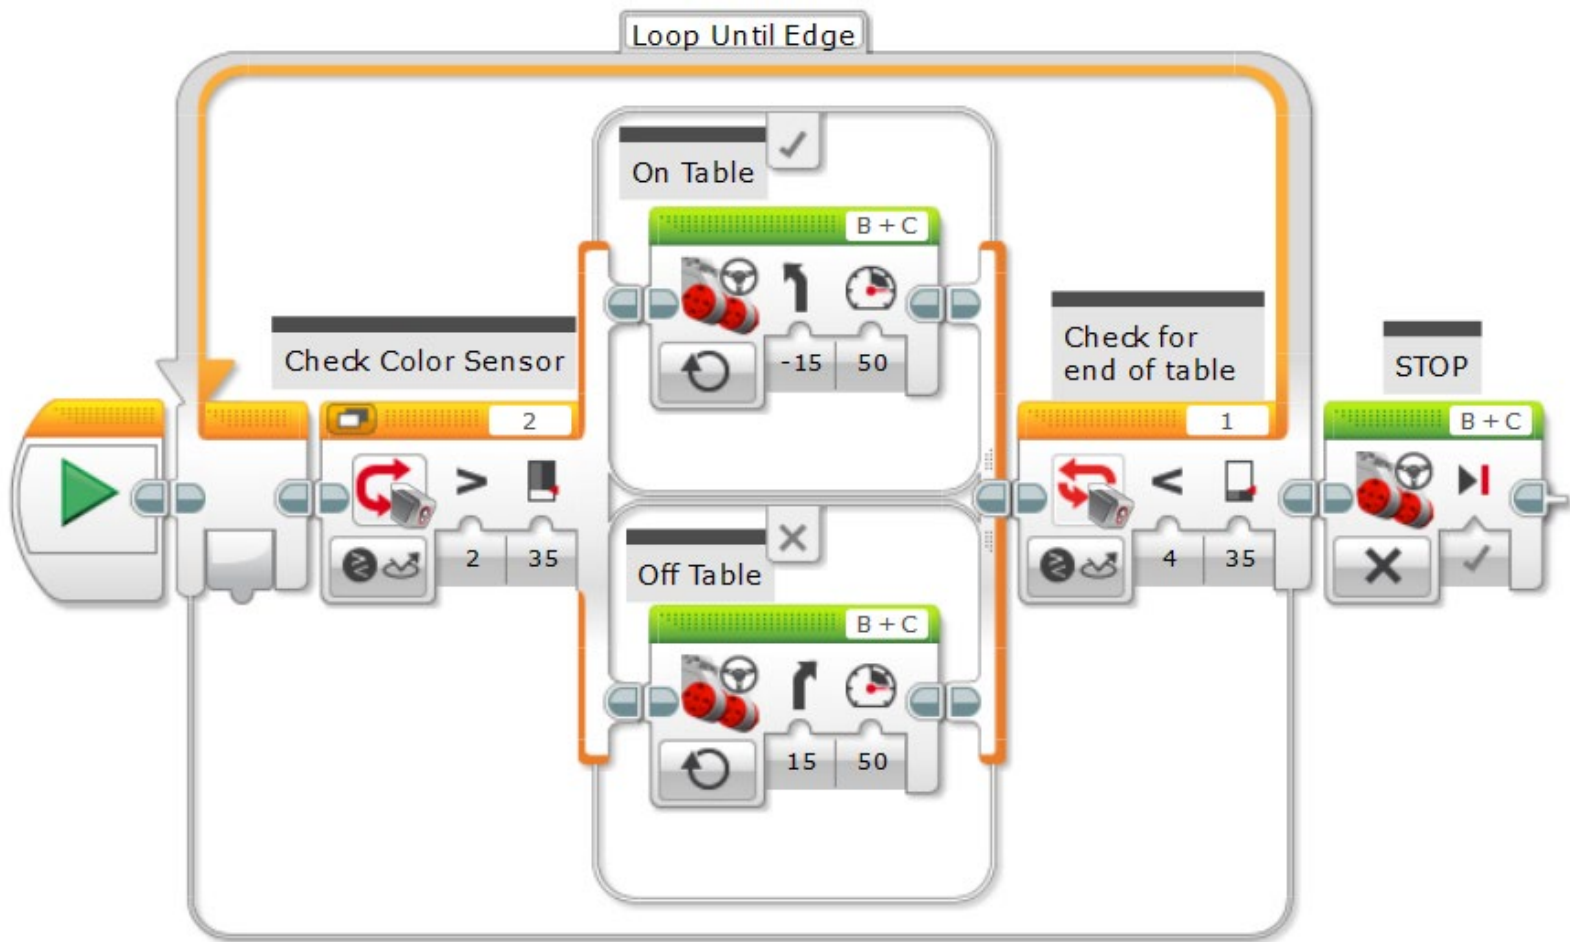 Loop Until Edge
On Table
B + C
-15 50
Check Color Sensor
2
> <
2 35
Off Table
B + C
15 50
Check for
end of table
1
4 35
STOP
B + C